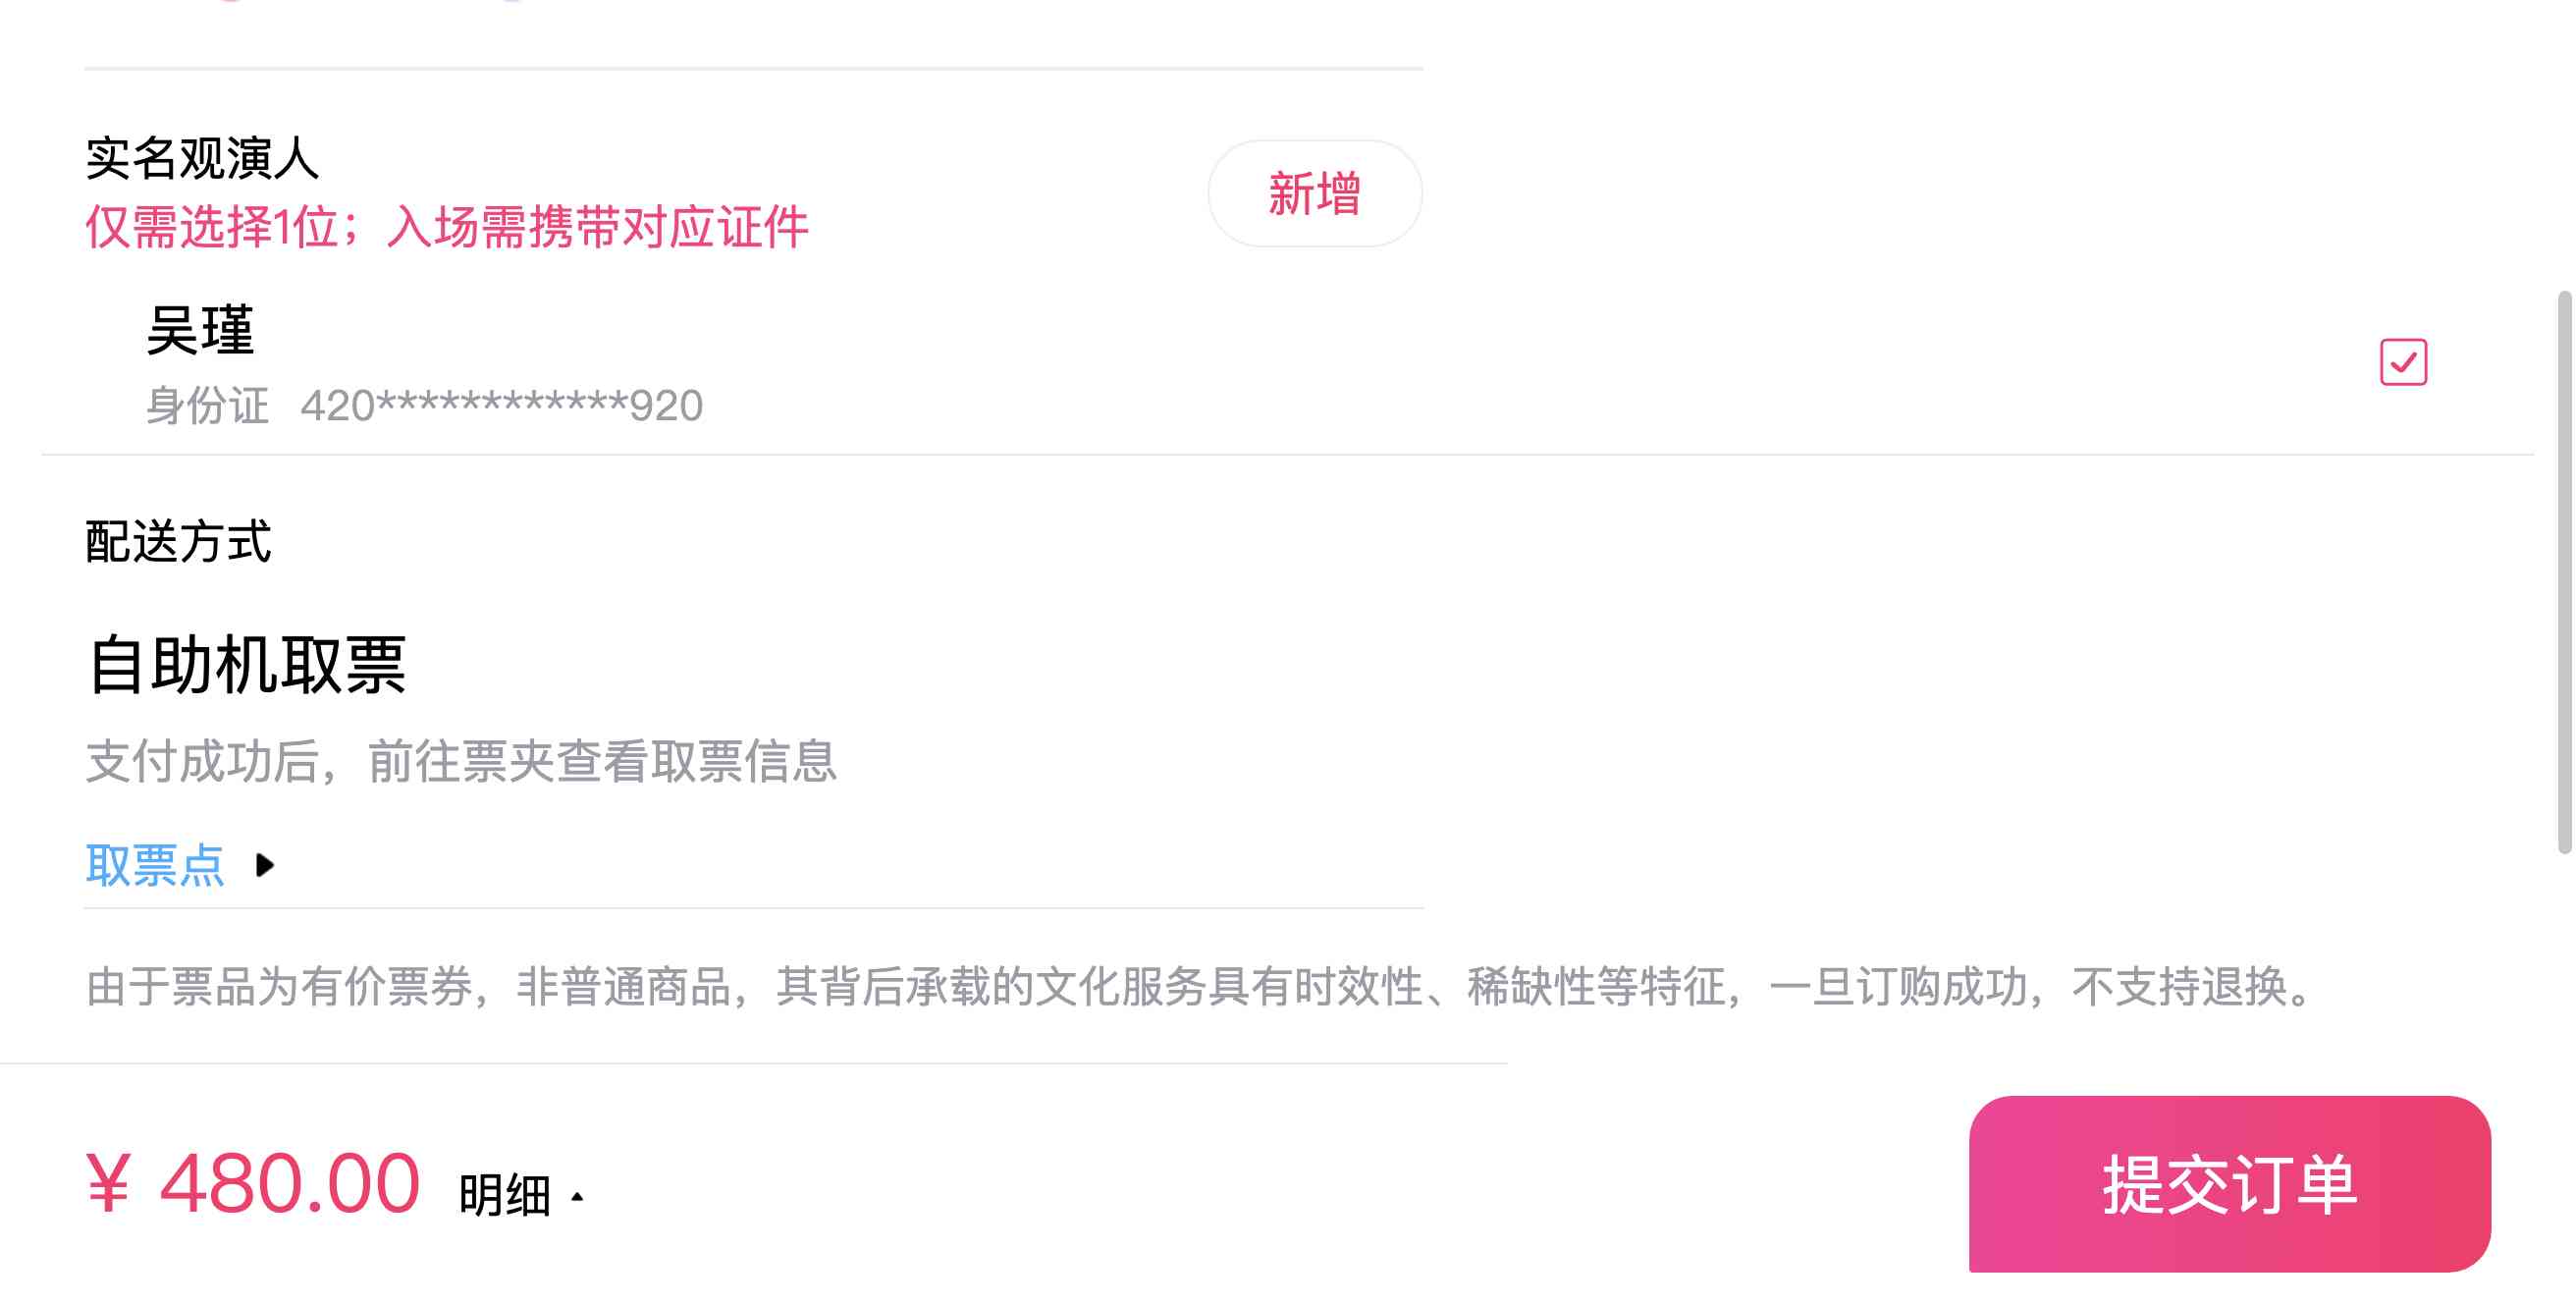 实名观演人
新增
仅需选择1位；入场需携带对应证件
吴瑾
身份证 420************920
配送方式
自助机取票
支付成功后，前往票夹查看取票信息
取票点
由于票品为有价票券，非普通商品，其背后承载的文化服务具有时效性、稀缺性等特征，一旦订购成功，不支持退换。
¥ 480.00 明细
提交订单